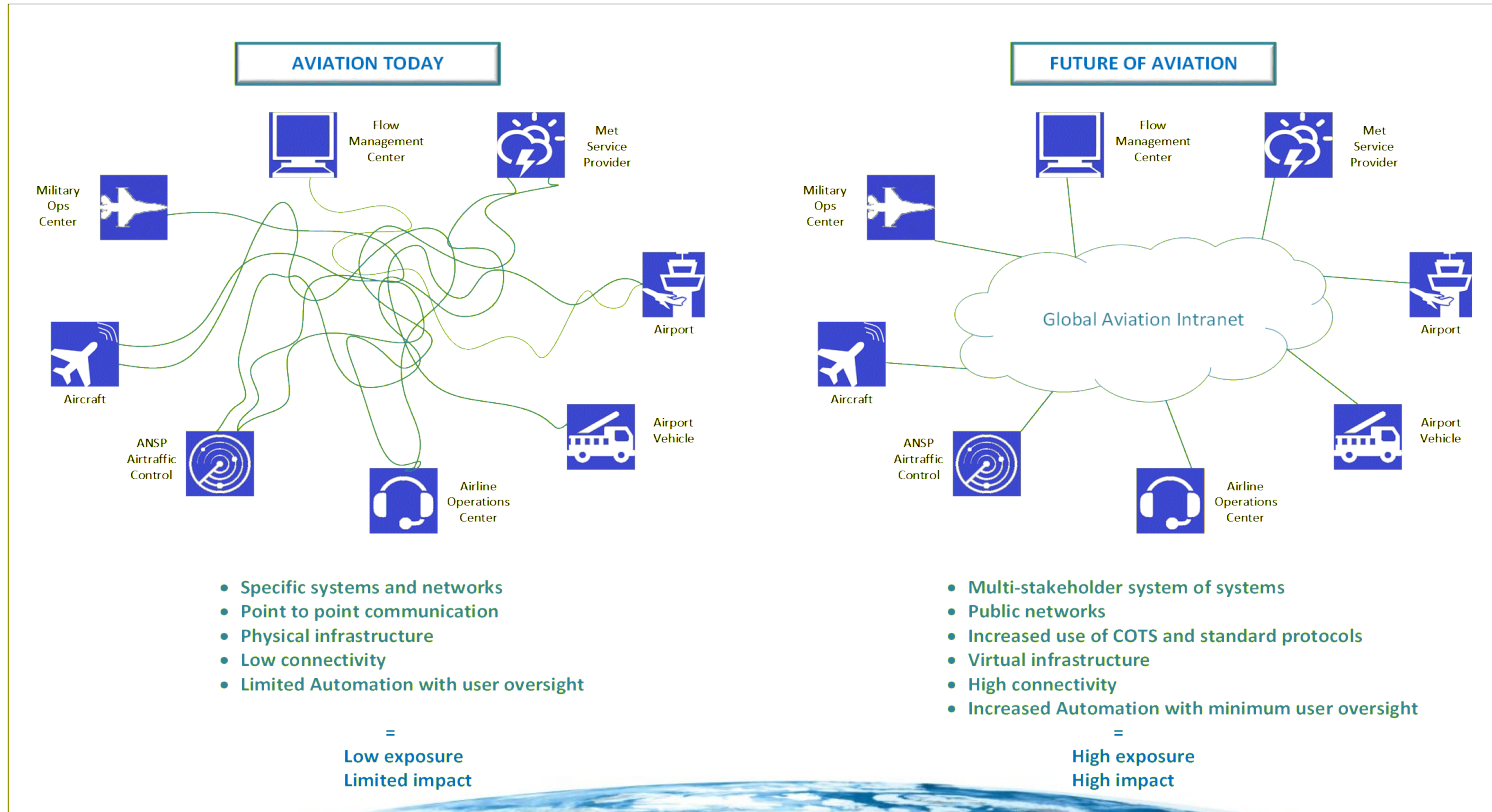 AVIATION TODAY
Flow
Management
Center
Met
Service
Provider
Military
Ops
Center
Airport
Aircraft
Airport
Vehicle
ANSP
Airtraffic
Control
Airline
Operations
Center
• Specific systems and networks
• Point to point communication
• Physical infrastructure
• Low connectivity
• Limited Automation with user oversight
=
Low exposure
Limited impact
FUTURE OF AVIATION
Flow
Management
Center
Met
Service
Provider
Military
Ops
Center
Global Aviation Intranet
Airport
Aircraft
Airport
Vehicle
ANSP
Airtraffic
Control
Airline
Operations
Center
• Multi-stakeholder system of systems
• Public networks
• Increased use of COTS and standard protocols
• Virtual infrastructure
• High connectivity
• Increased Automation with minimum user oversight
=
High exposure
High impact